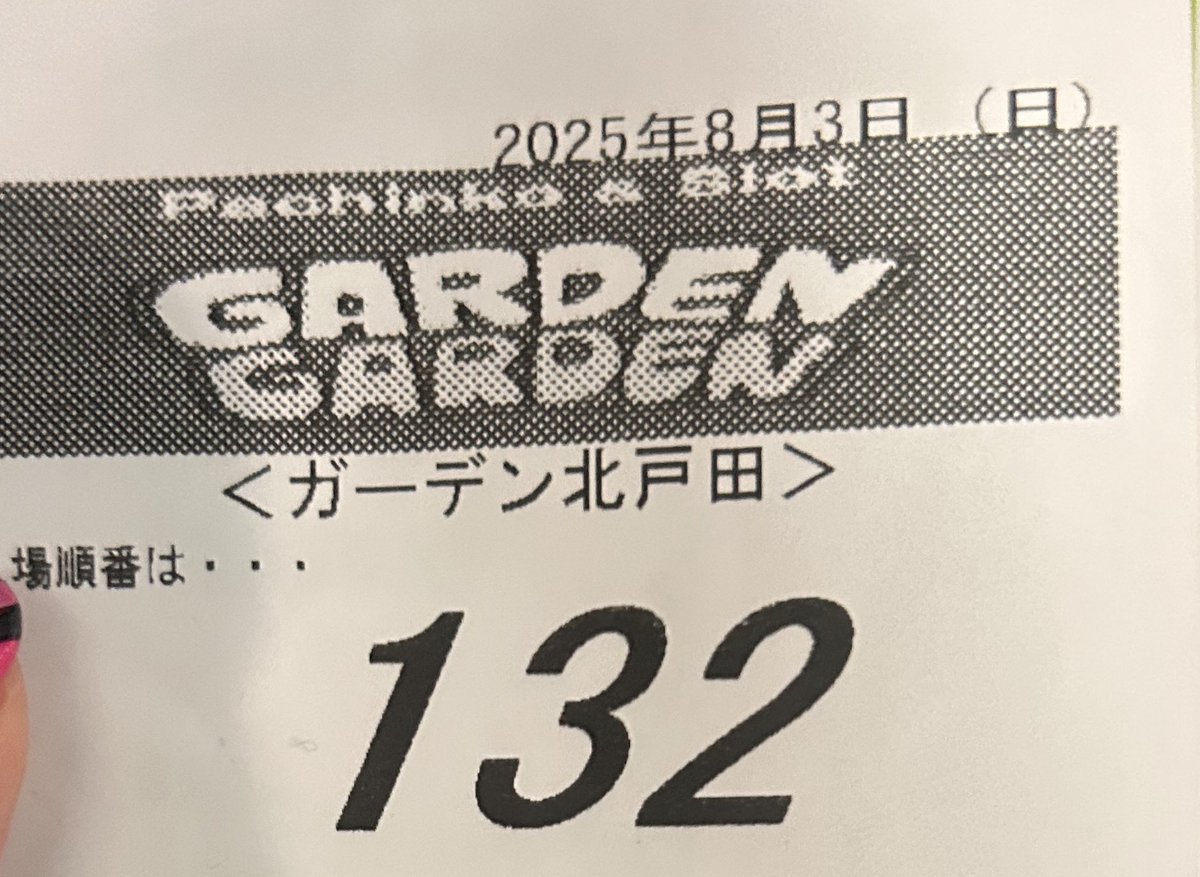 2025年8月3日 (日)
Pachinko & Slot
GARDEN
GARDEN
<ガーデン北戸田>
場順番は・・・
132